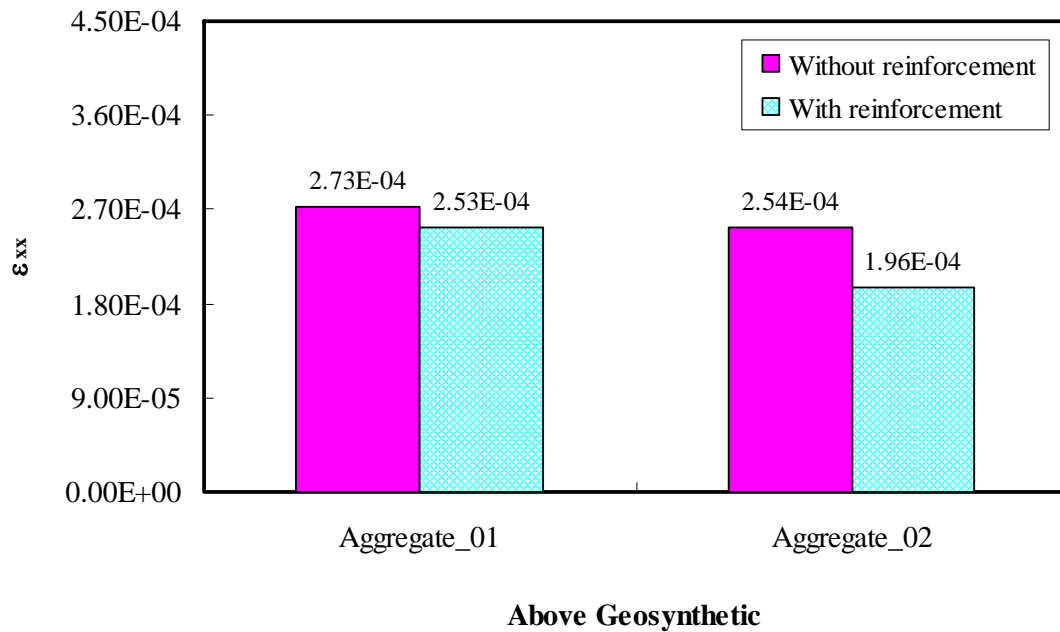 4.50E-04
3.60E-04
2.70E-04
1.80E-04
9.00E-05
0.00E+00
εxx
Without reinforcement
With reinforcement
2.73E-04
2.53E-04
2.54E-04
1.96E-04
Aggregate_01
Aggregate_02
Above Geosynthetic